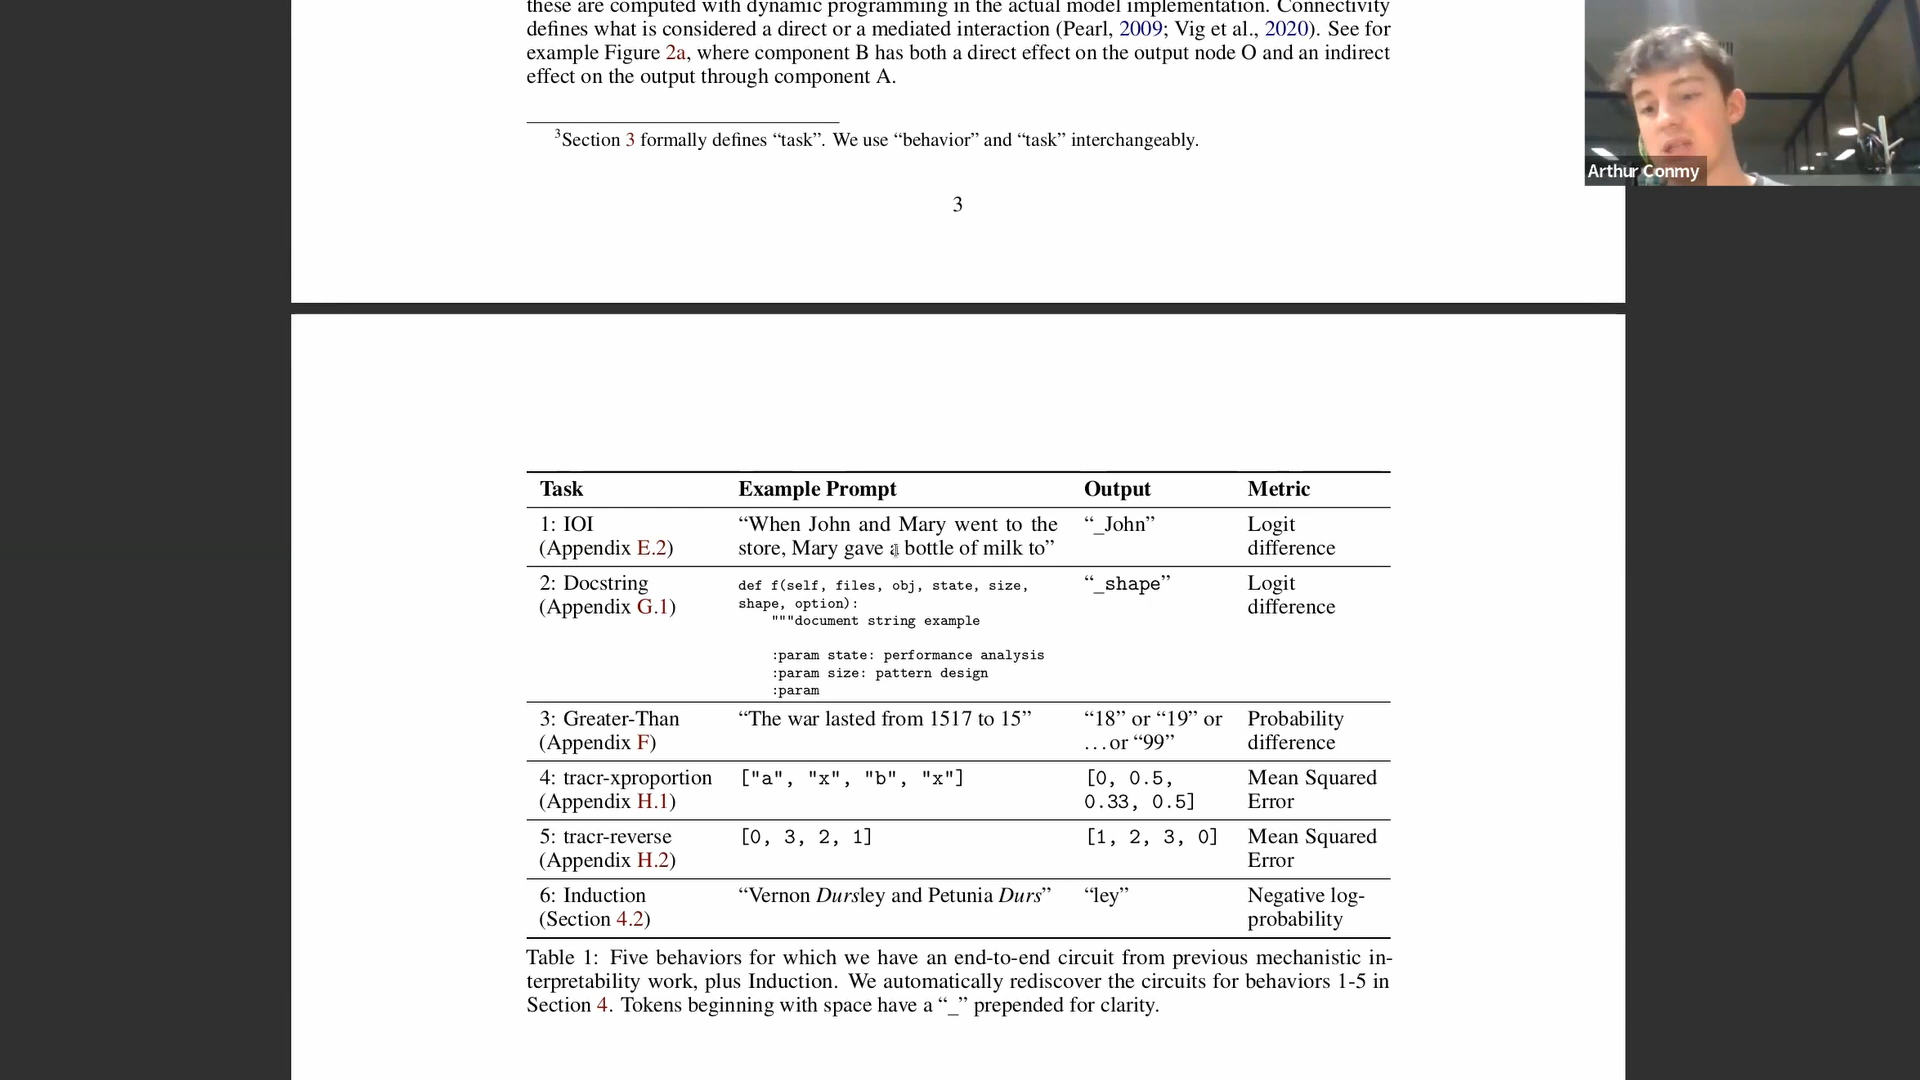 these are computed with dynamic programming in the actual model implementation. Connectivity
defines what is considered a direct or a mediated interaction (Pearl, 2009; Vig et al., 2020). See for
example Figure 2a, where component B has both a direct effect on the output node O and an indirect
effect on the output through component A.
3Section 3 formally defines “task”. We use “behavior” and “task” interchangeably.
3
Arthur Conmy
Task Example Prompt Output Metric
1: IOI “When John and Mary went to the “_John” Logit
(Appendix E.2) store, Mary gave a bottle of milk to” difference
2: Docstring def f(self, files, obj, state, size, “_shape” Logit
(Appendix G.1) shape, option): difference
"""document string example
:param state: performance analysis
:param size: pattern design
:param
3: Greater-Than “The war lasted from 1517 to 15” “18” or “19” or Probability
(Appendix F) ...or “99” difference
4: tracr-xproportion ["a", "x", "b", "x"] [0, 0.5, Mean Squared
(Appendix H.1) 0.33, 0.5] Error
5: tracr-reverse [0, 3, 2, 1] [1, 2, 3, 0] Mean Squared
(Appendix H.2) Error
6: Induction “Vernon Dursley and Petunia Durs” “ley” Negative log-
(Section 4.2) probability
Table 1: Five behaviors for which we have an end-to-end circuit from previous mechanistic in-
terpretability work, plus Induction. We automatically rediscover the circuits for behaviors 1-5 in
Section 4. Tokens beginning with space have a “_” prepended for clarity.